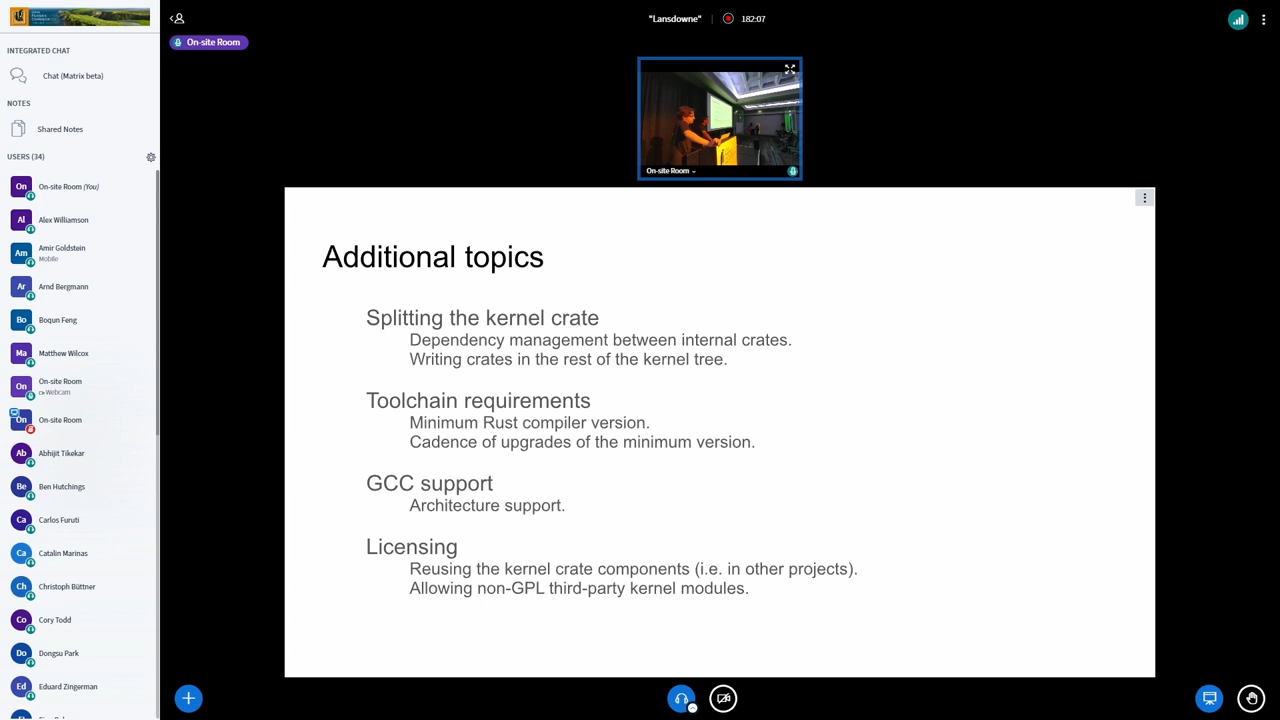 "Lansdowne"
182:07
On-site Room
INTEGRATED CHAT
Chat (Matrix beta)
NOTES
Shared Notes
USERS (34)
On On-site Room (You)
Al Alex Williamson
Am Amir Goldstein
Mobile
Ar Arnd Bergmann
Bo Boqun Feng
Ma Matthew Wilcox
On On-site Room
Webcam
On On-site Room
Ab Abhijit Tikekar
Be Ben Hutchings
Ca Carlos Furuti
Ca Catalin Marinas
Ch Christoph Büttner
Co Cory Todd
Do Dongsu Park
Ed Eduard Zingerman
On-site Room
Additional topics
Splitting the kernel crate
Dependency management between internal crates.
Writing crates in the rest of the kernel tree.
Toolchain requirements
Minimum Rust compiler version.
Cadence of upgrades of the minimum version.
GCC support
Architecture support.
Licensing
Reusing the kernel crate components (i.e. in other projects).
Allowing non-GPL third-party kernel modules.